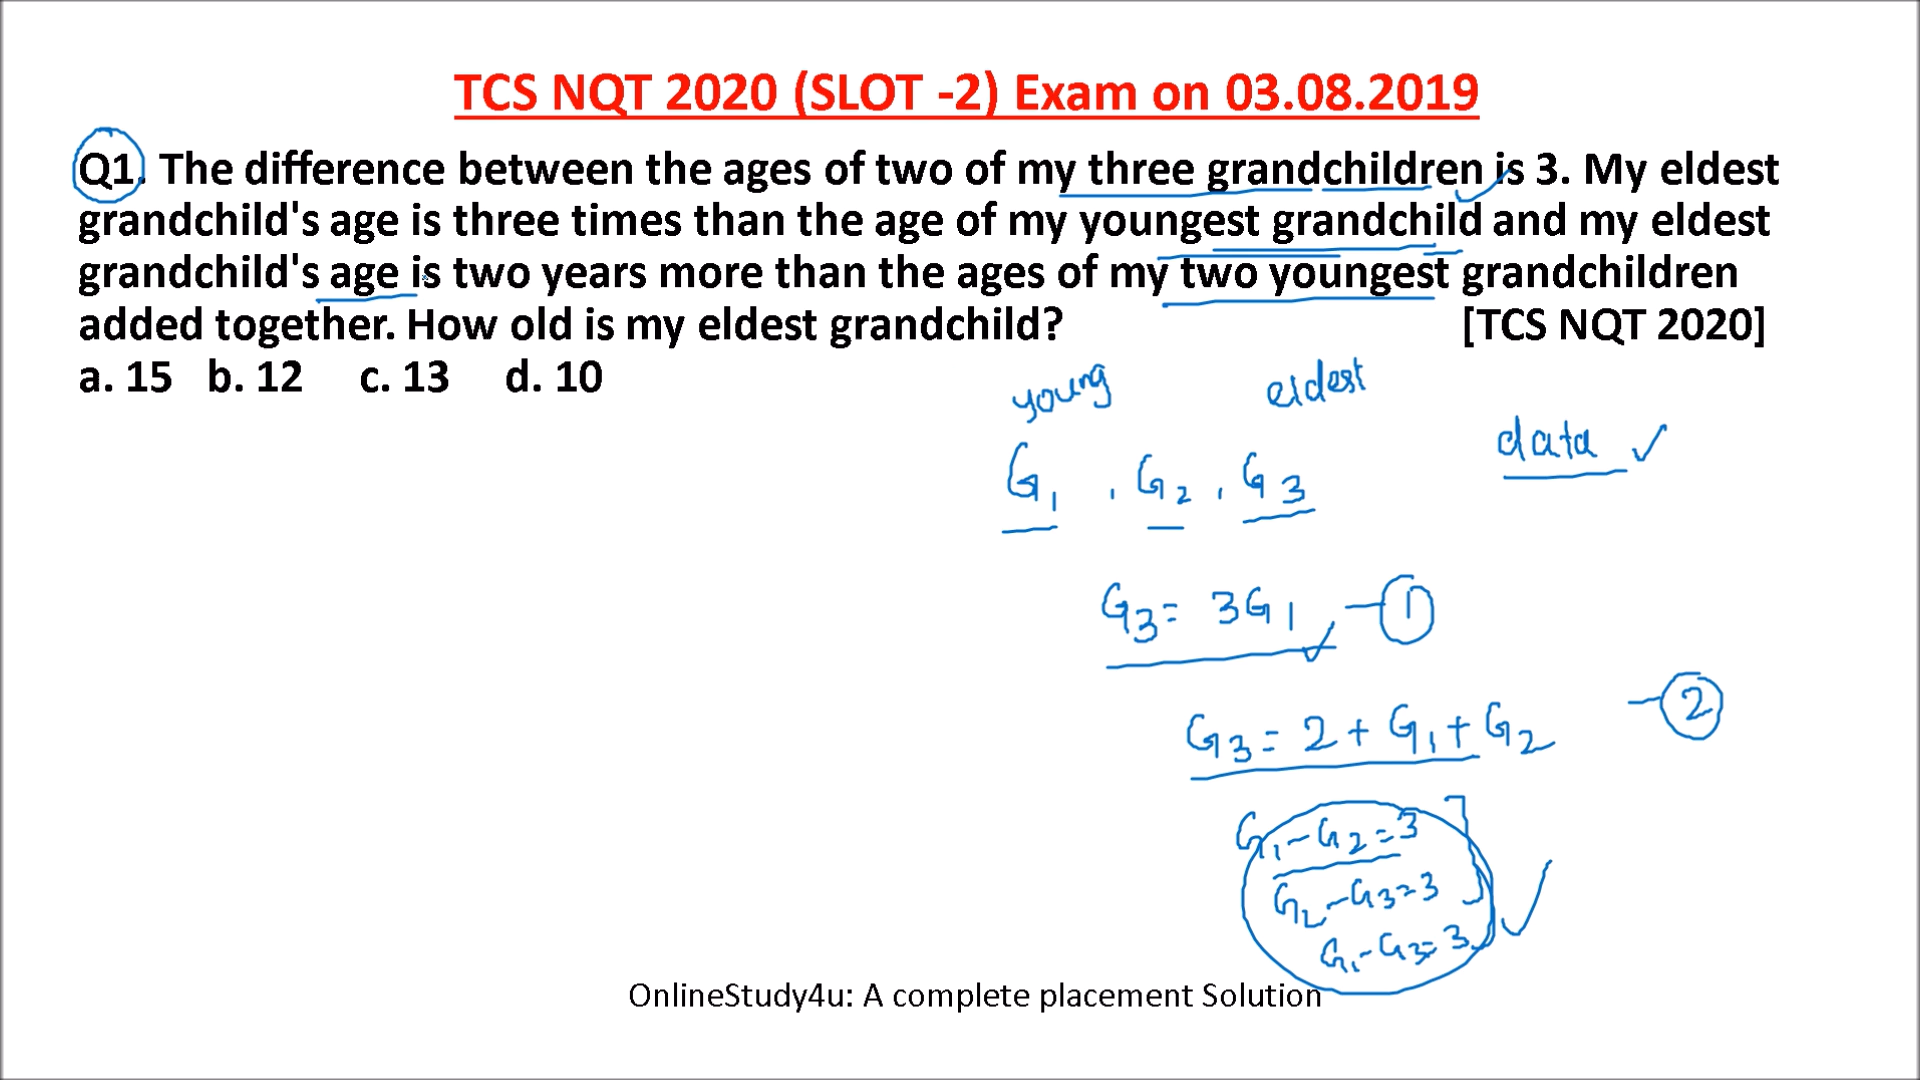 TCS NQT 2020 (SLOT -2) Exam on 03.08.2019
Q1. The difference between the ages of two of my three grandchildren is 3. My eldest
grandchild's age is three times than the age of my youngest grandchild and my eldest
grandchild's age is two years more than the ages of my two youngest grandchildren
added together. How old is my eldest grandchild? [TCS NQT 2020]
a. 15 b. 12 c. 13 d. 10
young eldest
data ✓
G1, G2, G3
G3 = 3G1 - ①
G3 = 2 + G1 + G2 - ②
G1 - G2 = 3
G2 - G3 = 3
G1 - G3 = 3
OnlineStudy4u: A complete placement Solution